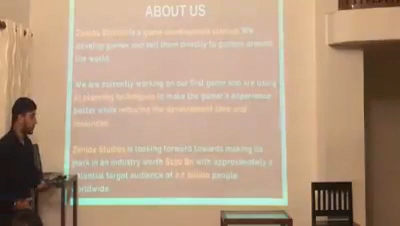 ABOUT US
Zenida Studios is a game development startup. We
develop games and sell them directly to gamers around
the world.
We are currently working on our first game and are using
techniques to make the gamer's experience
better while reducing the development time and
resources.
Zenida Studios is looking forward towards making its
mark in an industry worth with approximately a
potential target audience of people
worldwide.